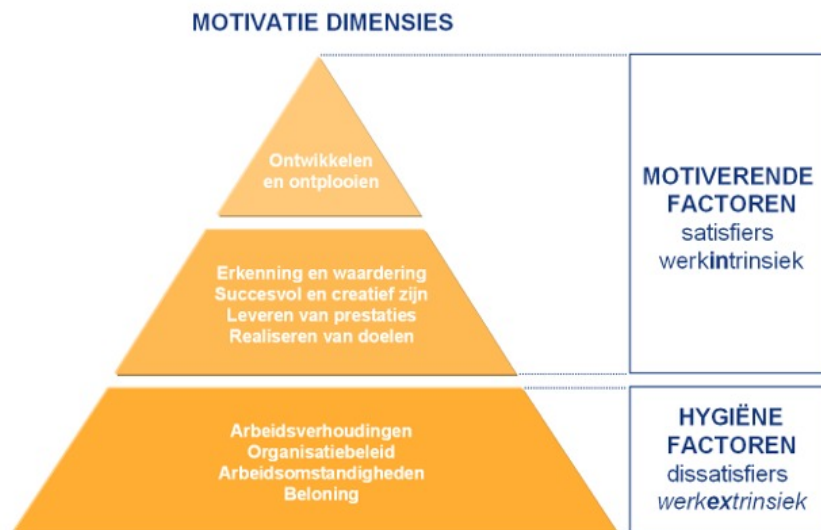 MOTIVATIE DIMENSIES
Ontwikkelen
en ontplooien
Erkenning en waardering
Succesvol en creatief zijn
Leveren van prestaties
Realiseren van doelen
Arbeidsverhoudingen
Organisatiebeleid
Arbeidsomstandigheden
Beloning
MOTIVERENDE
FACTOREN
satisfiers
werkintrinsiek
HYGIËNE
FACTOREN
dissatisfiers
werkextrinsiek